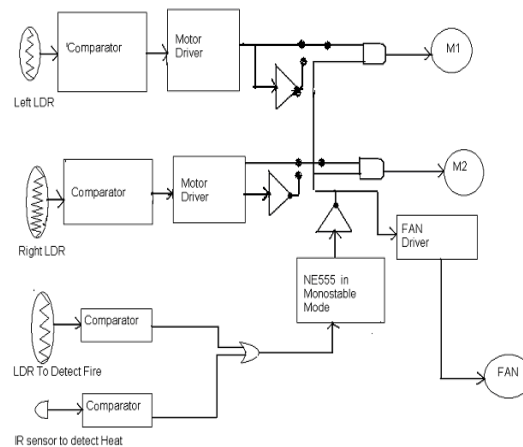 Comparator
Motor
Driver
M1
Left LDR
Comparator
Motor
Driver
M2
Right LDR
FAN
Driver
NE555 in
Monostable
Mode
Comparator
LDR To Detect Fire
FAN
Comparator
IR sensor to detect Heat